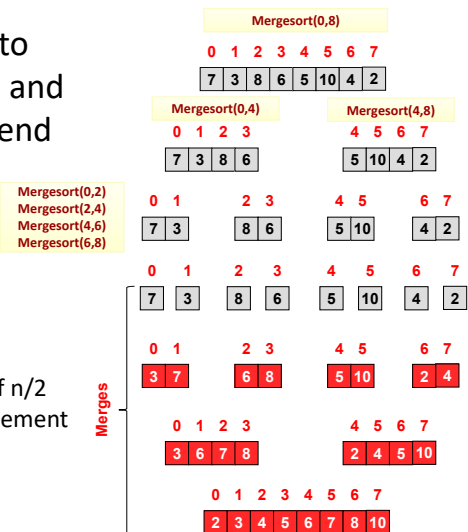 to
and
end
Mergesort(0,8)
0 1 2 3 4 5 6 7
7 3 8 6 5 10 4 2
Mergesort(0,4) Mergesort(4,8)
0 1 2 3 4 5 6 7
7 3 8 6 5 10 4 2
Mergesort(0,2)
Mergesort(2,4)
Mergesort(4,6)
Mergesort(6,8)
0 1 2 3 4 5 6 7
7 3 8 6 5 10 4 2
0 1 2 3 4 5 6 7
7 3 8 6 5 10 4 2
n/2
Merges
0 1 2 3 4 5 6 7
3 7 6 8 5 10 2 4
0 1 2 3 4 5 6 7
3 6 7 8 2 4 5 10
0 1 2 3 4 5 6 7
2 3 4 5 6 7 8 10